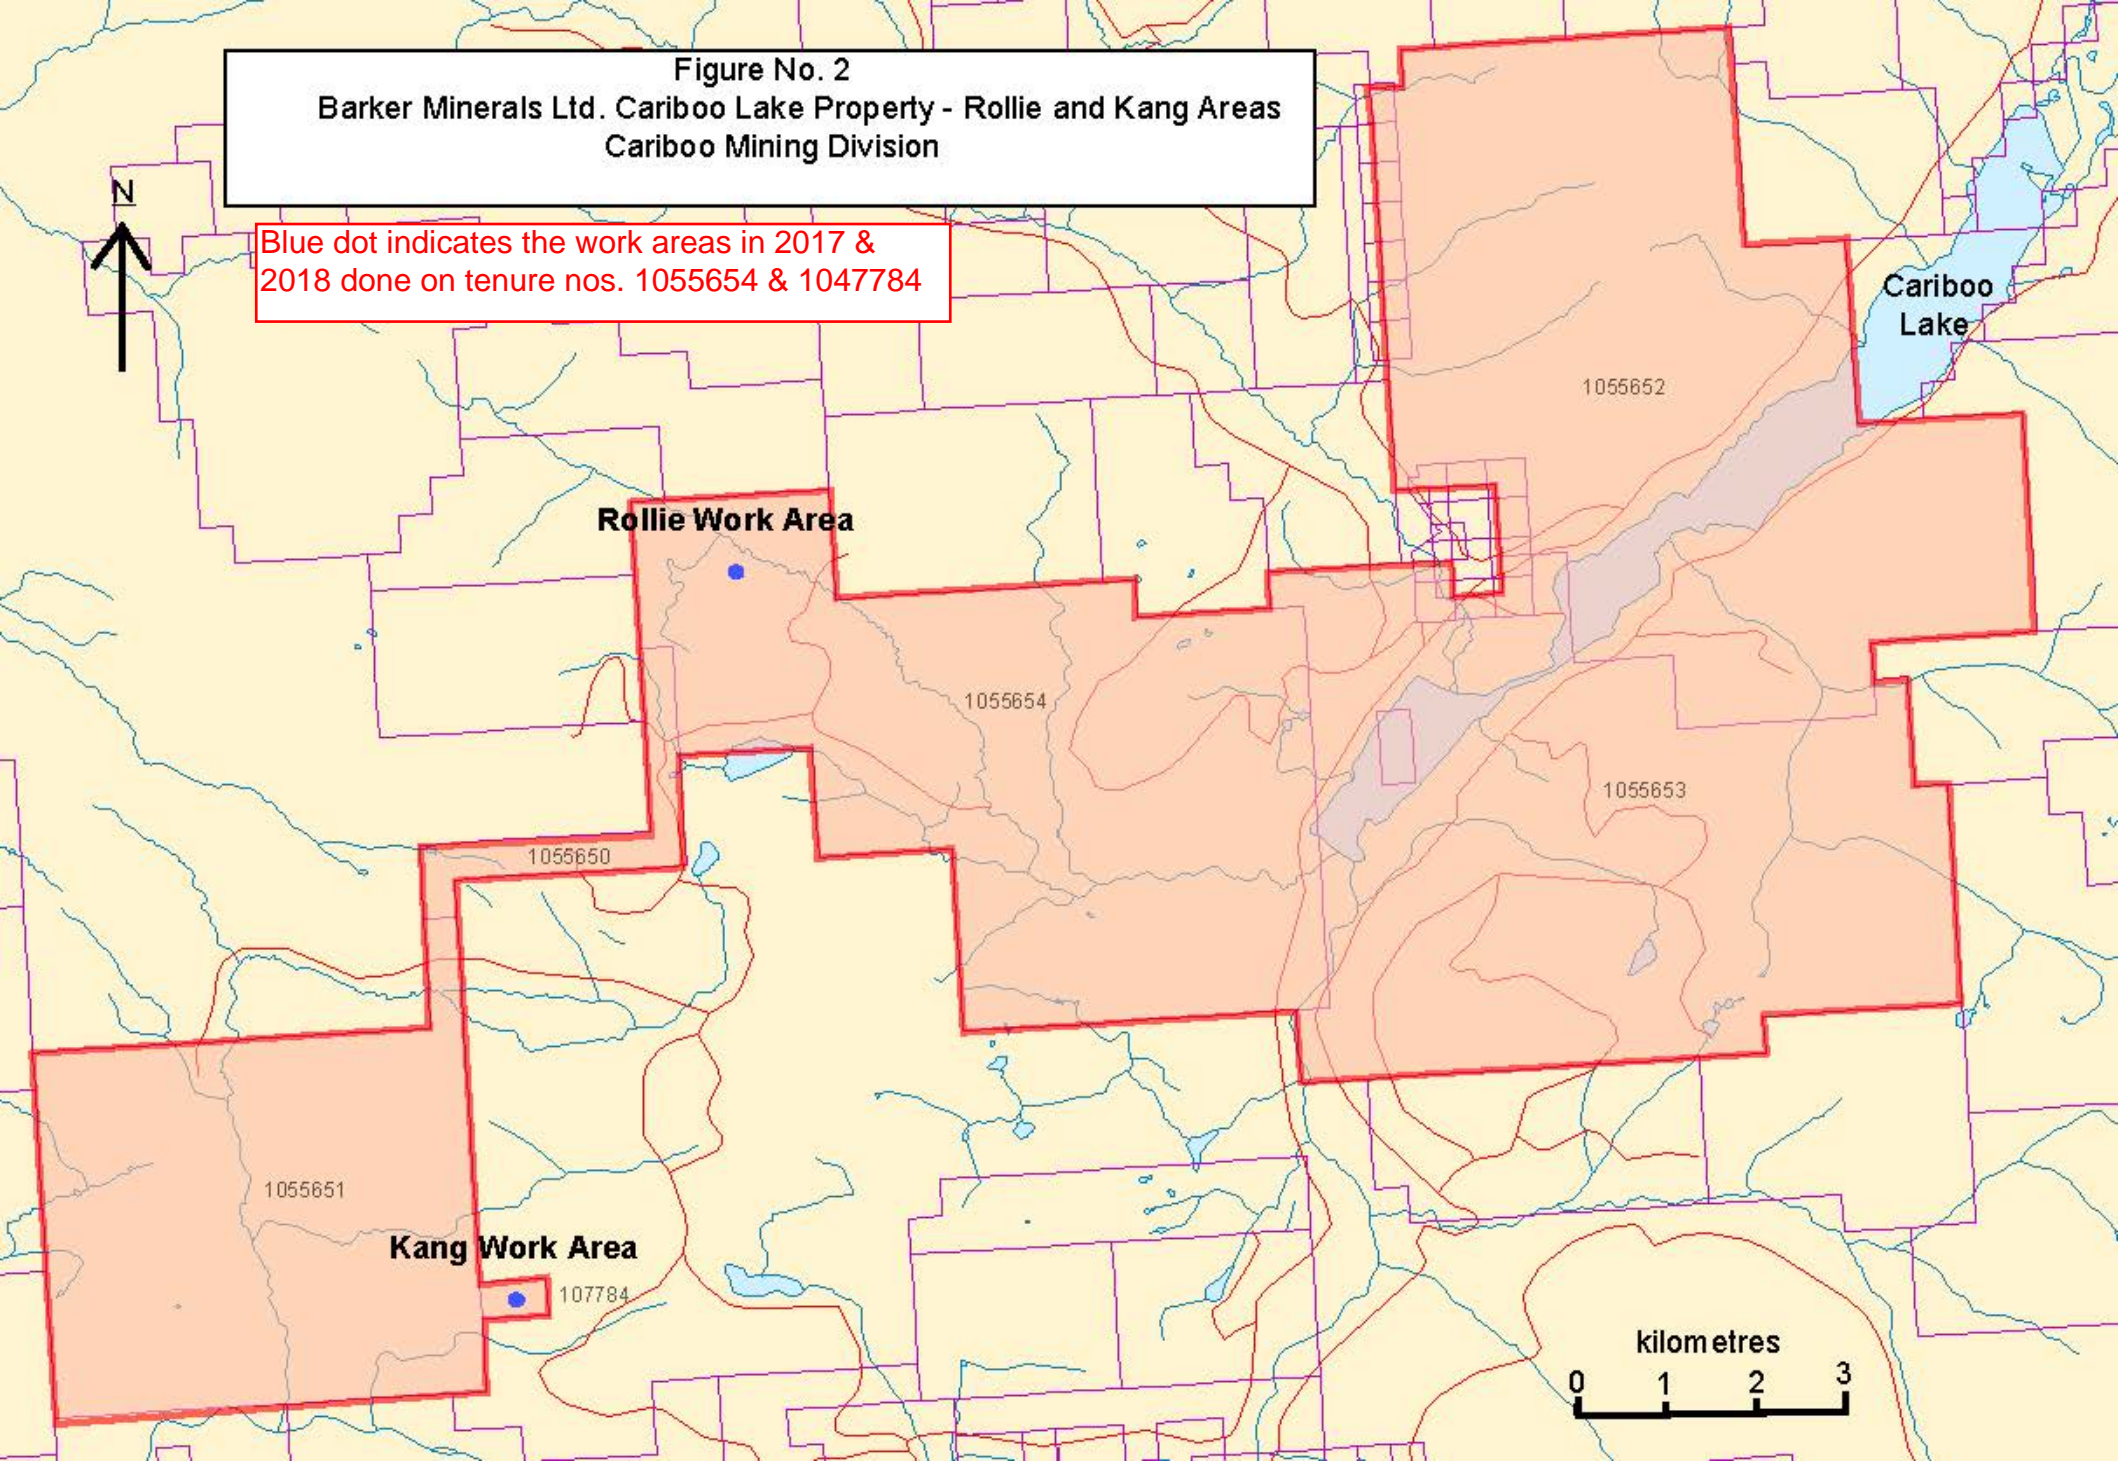 Figure No. 2
Barker Minerals Ltd. Cariboo Lake Property - Rollie and Kang Areas
Cariboo Mining Division
N
Blue dot indicates the work areas in 2017 &
2018 done on tenure nos. 1055654 & 1047784
Cariboo
Lake
1055652
Rollie Work Area
1055654
1055653
1055650
1055651
Kang Work Area
107784
kilometres
0 1 2 3